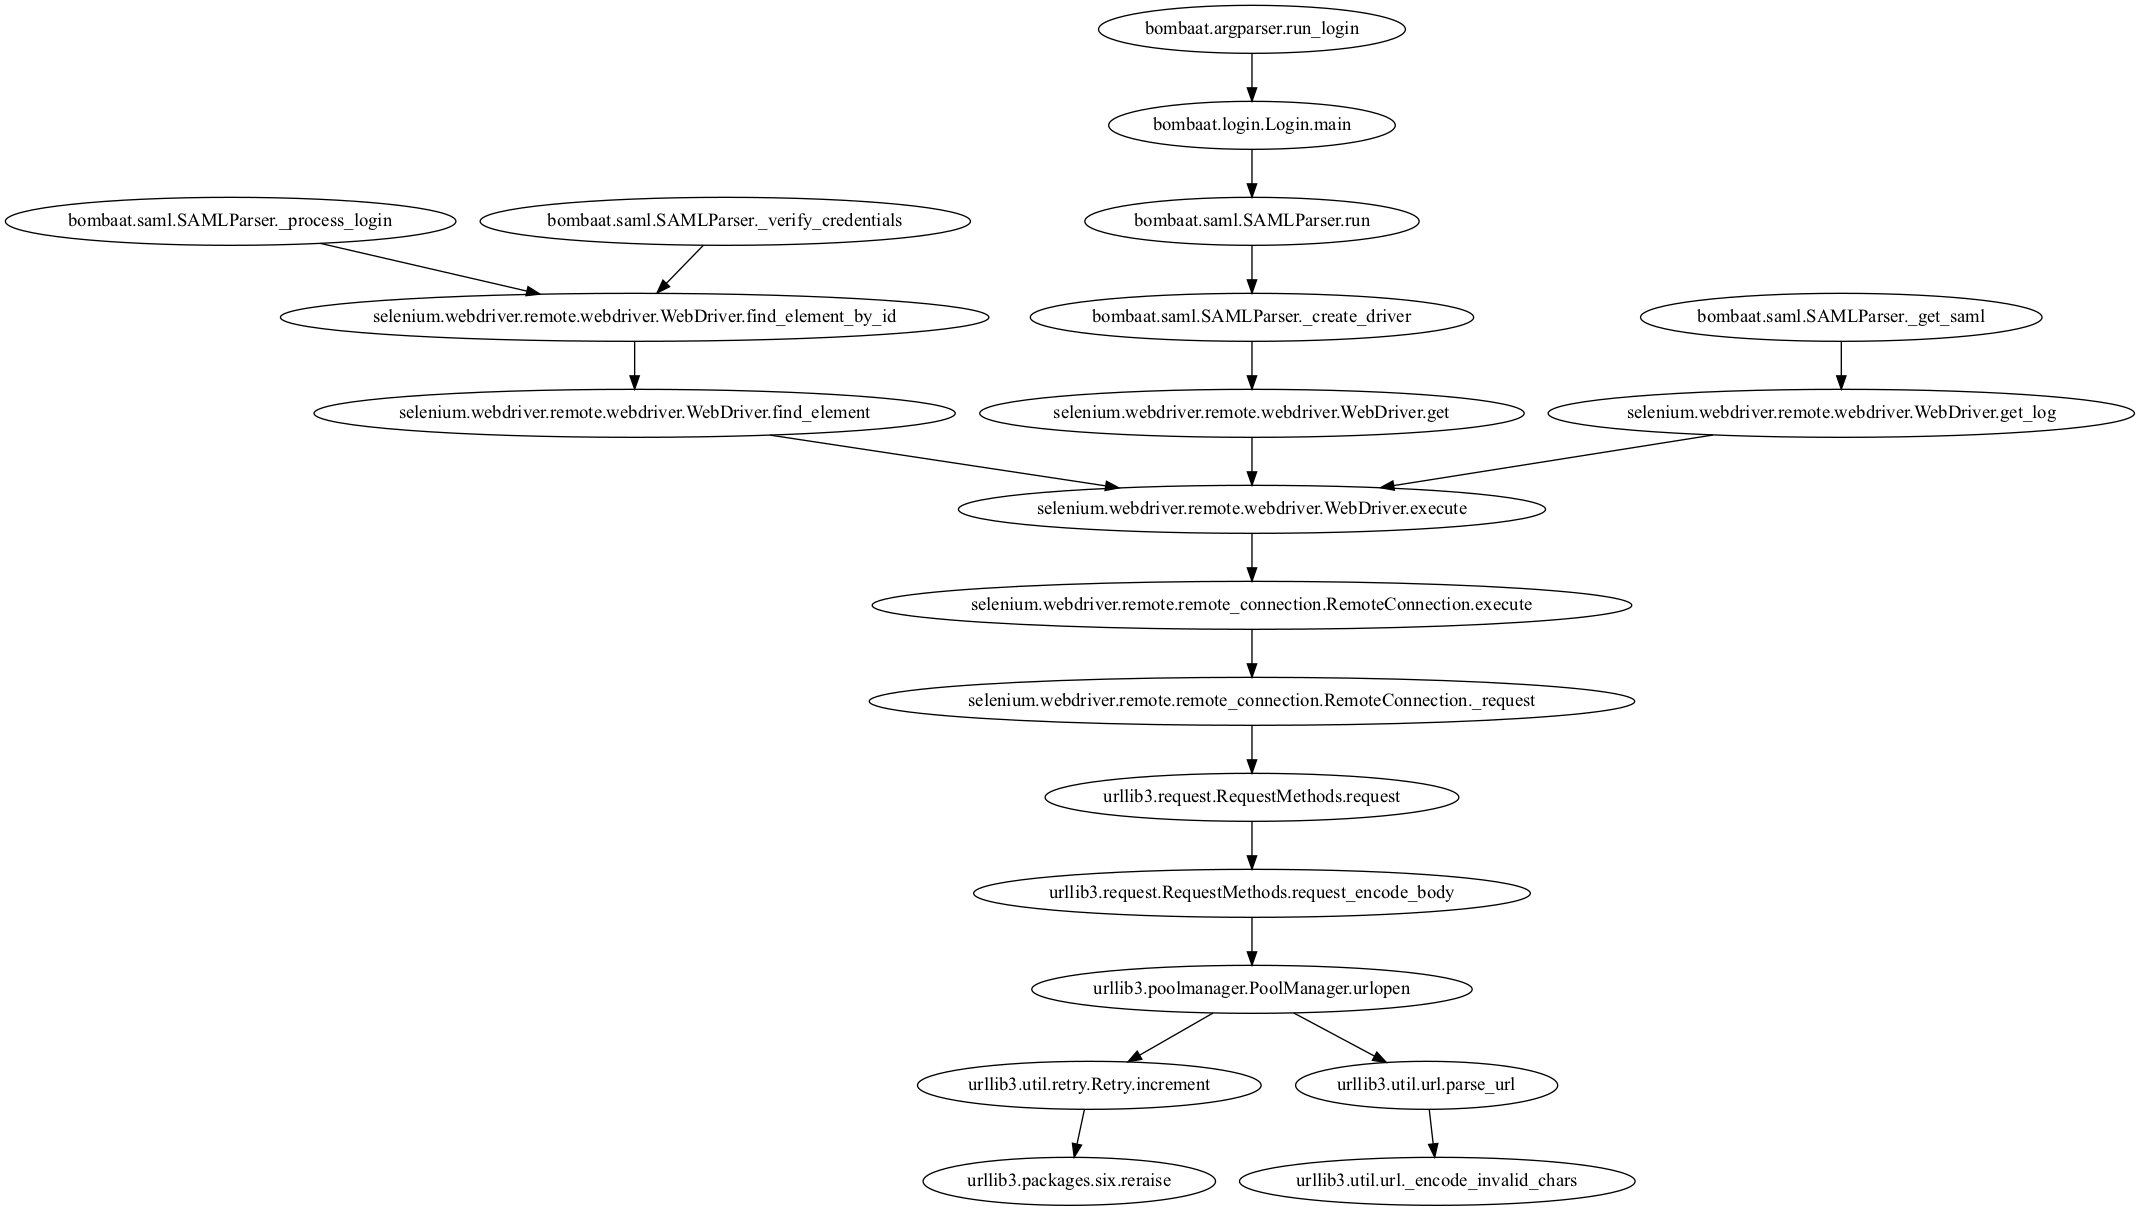 bombaat.argparser.run_login
bombaat.login.Login.main
bombaat.saml.SAMLParser._process_login
bombaat.saml.SAMLParser._verify_credentials
bombaat.saml.SAMLParser.run
selenium.webdriver.remote.webdriver.WebDriver.find_element_by_id
bombaat.saml.SAMLParser._create_driver
bombaat.saml.SAMLParser._get_saml
selenium.webdriver.remote.webdriver.WebDriver.find_element
selenium.webdriver.remote.webdriver.WebDriver.get
selenium.webdriver.remote.webdriver.WebDriver.get_log
selenium.webdriver.remote.webdriver.WebDriver.execute
selenium.webdriver.remote.remote_connection.RemoteConnection.execute
selenium.webdriver.remote.remote_connection.RemoteConnection._request
urllib3.request.RequestMethods.request
urllib3.request.RequestMethods.request_encode_body
urllib3.poolmanager.PoolManager.urlopen
urllib3.util.retry.Retry.increment
urllib3.util.url.parse_url
urllib3.packages.six.reraise
urllib3.util.url._encode_invalid_chars